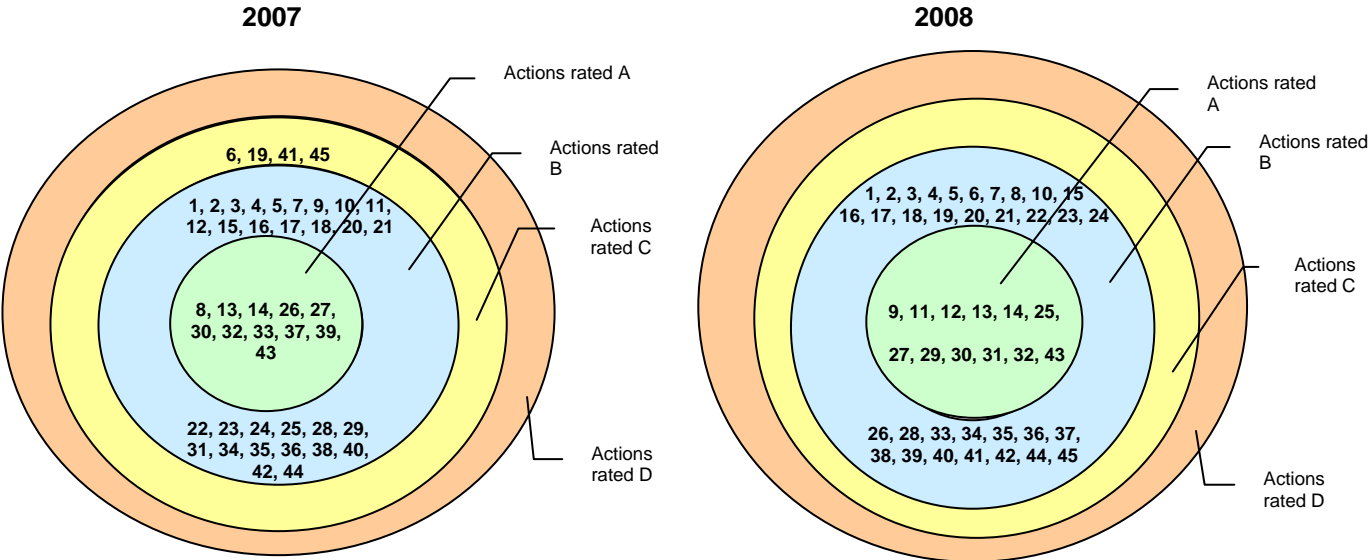 2007
Actions rated A
Actions rated
B
Actions
rated C
Actions
rated D
6, 19, 41, 45
1, 2, 3, 4, 5, 7, 9, 10, 11,
12, 15, 16, 17, 18, 20, 21
8, 13, 14, 26, 27,
30, 32, 33, 37, 39,
43
22, 23, 24, 25, 28, 29,
31, 34, 35, 36, 38, 40,
42, 44
2008
Actions rated
A
Actions rated
B
Actions
rated C
Actions
rated D
1, 2, 3, 4, 5, 6, 7, 8, 10, 15
16, 17, 18, 19, 20, 21, 22, 23, 24
9, 11, 12, 13, 14, 25,
27, 29, 30, 31, 32, 43
26, 28, 33, 34, 35, 36, 37,
38, 39, 40, 41, 42, 44, 45